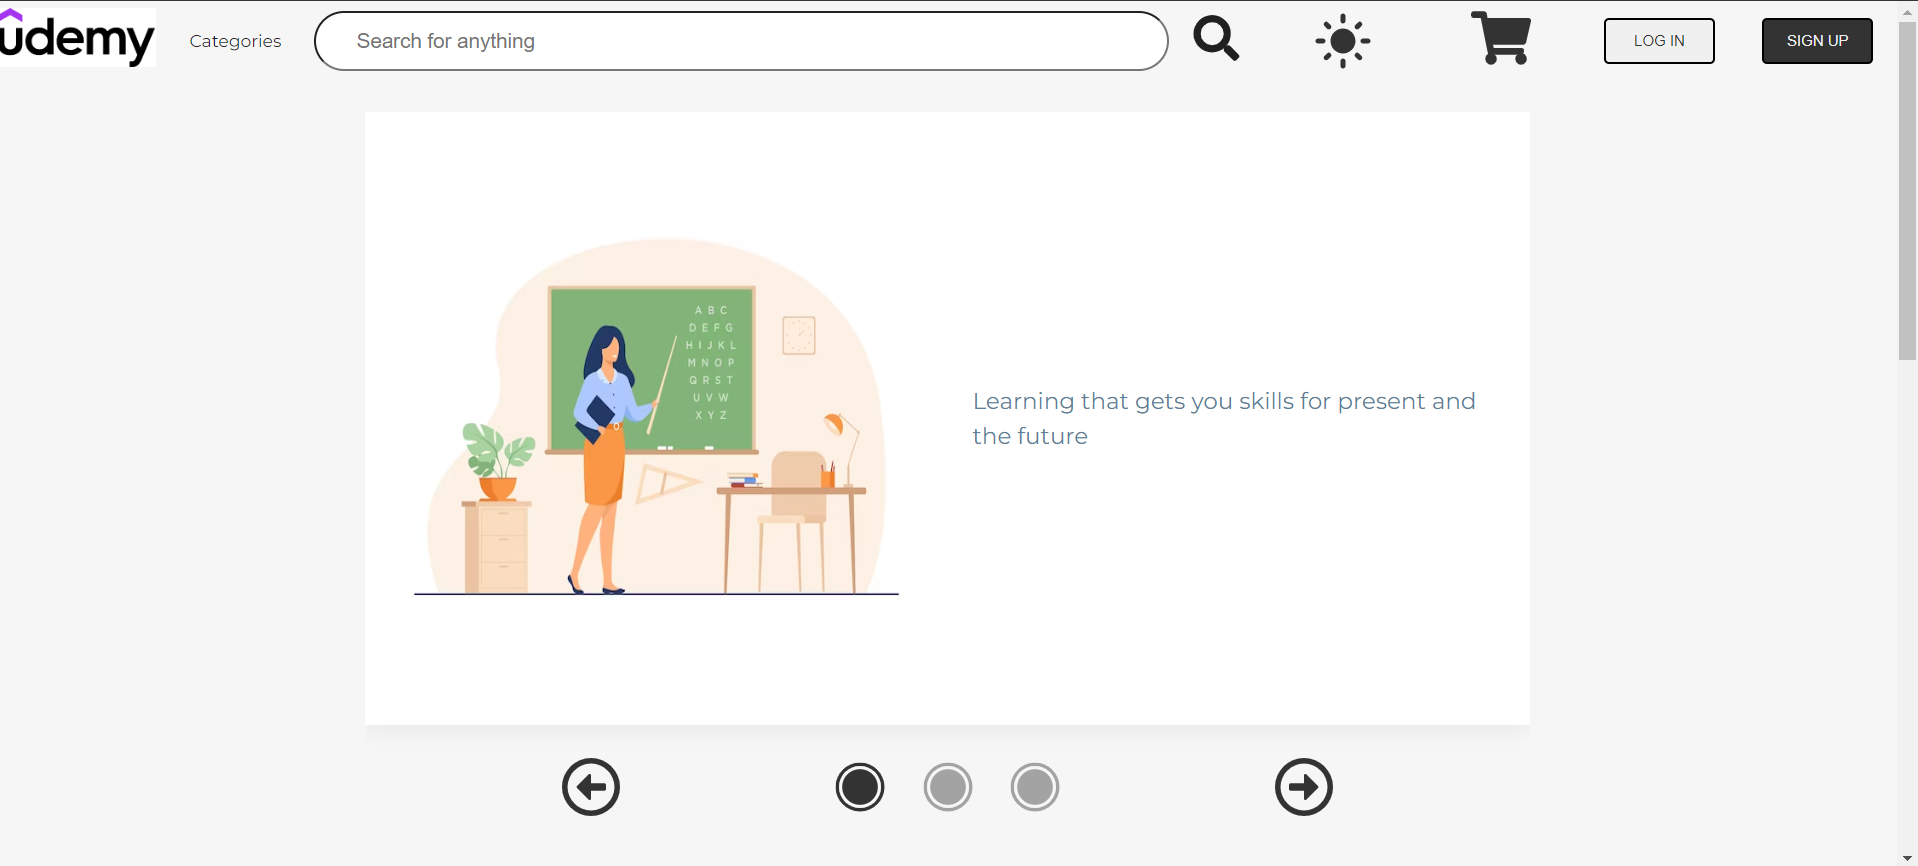 udemy
Categories
Search for anything
LOG IN
SIGN UP
A B C
D E F G
H I J K L
M N O P
Q R S T
U V W
X Y Z
Learning that gets you skills for present and
the future